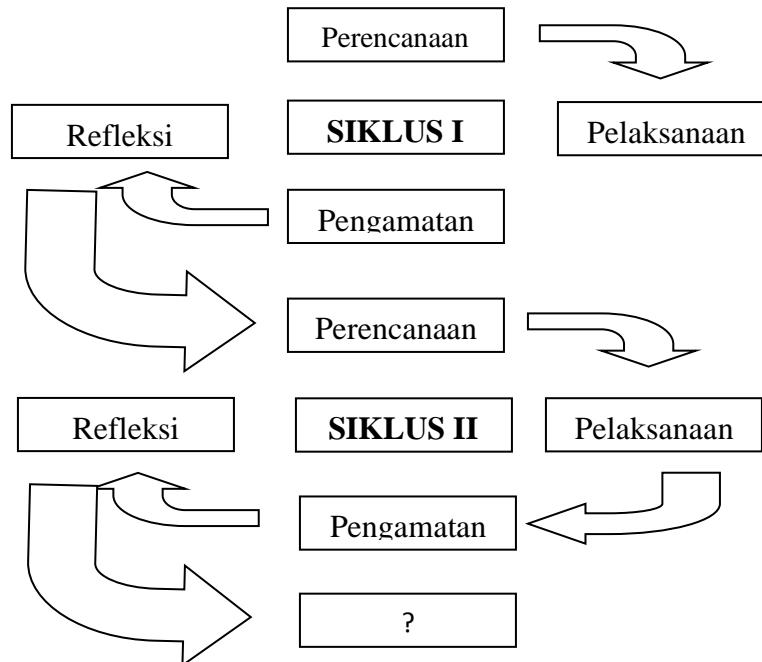 Perencanaan
Refleksi
SIKLUS I
Pelaksanaan
Pengamatan
Perencanaan
Refleksi
SIKLUS II
Pelaksanaan
Pengamatan
?